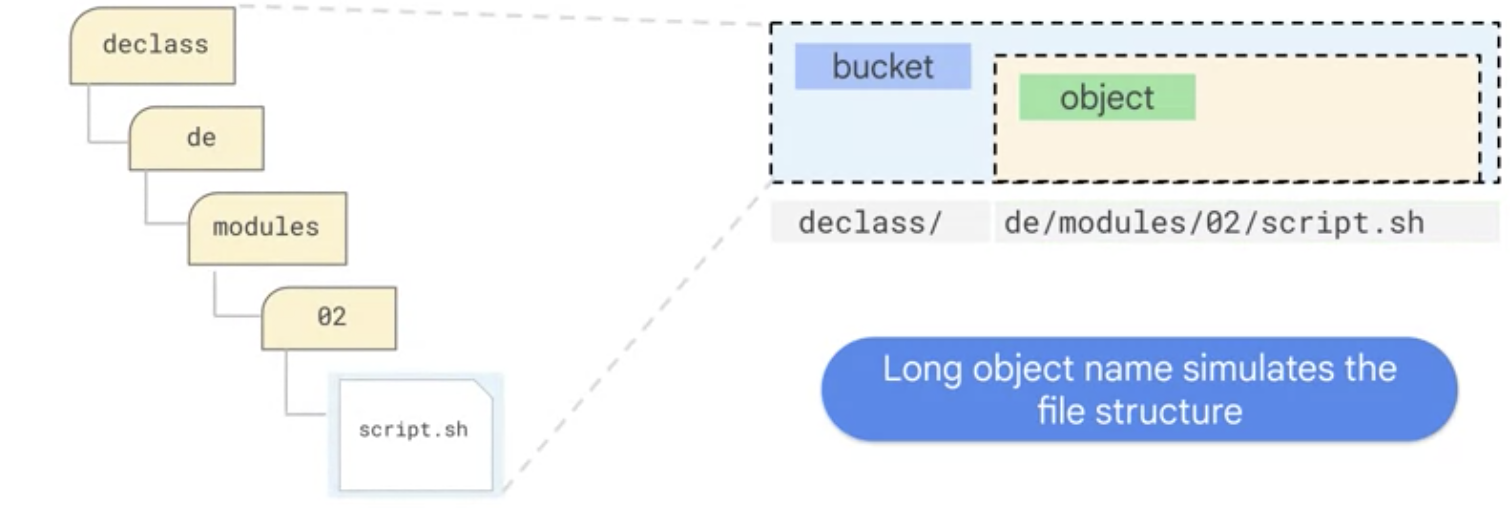 declass
de
modules
02
script.sh
bucket
object
declass/ de/modules/02/script.sh
Long object name simulates the
file structure